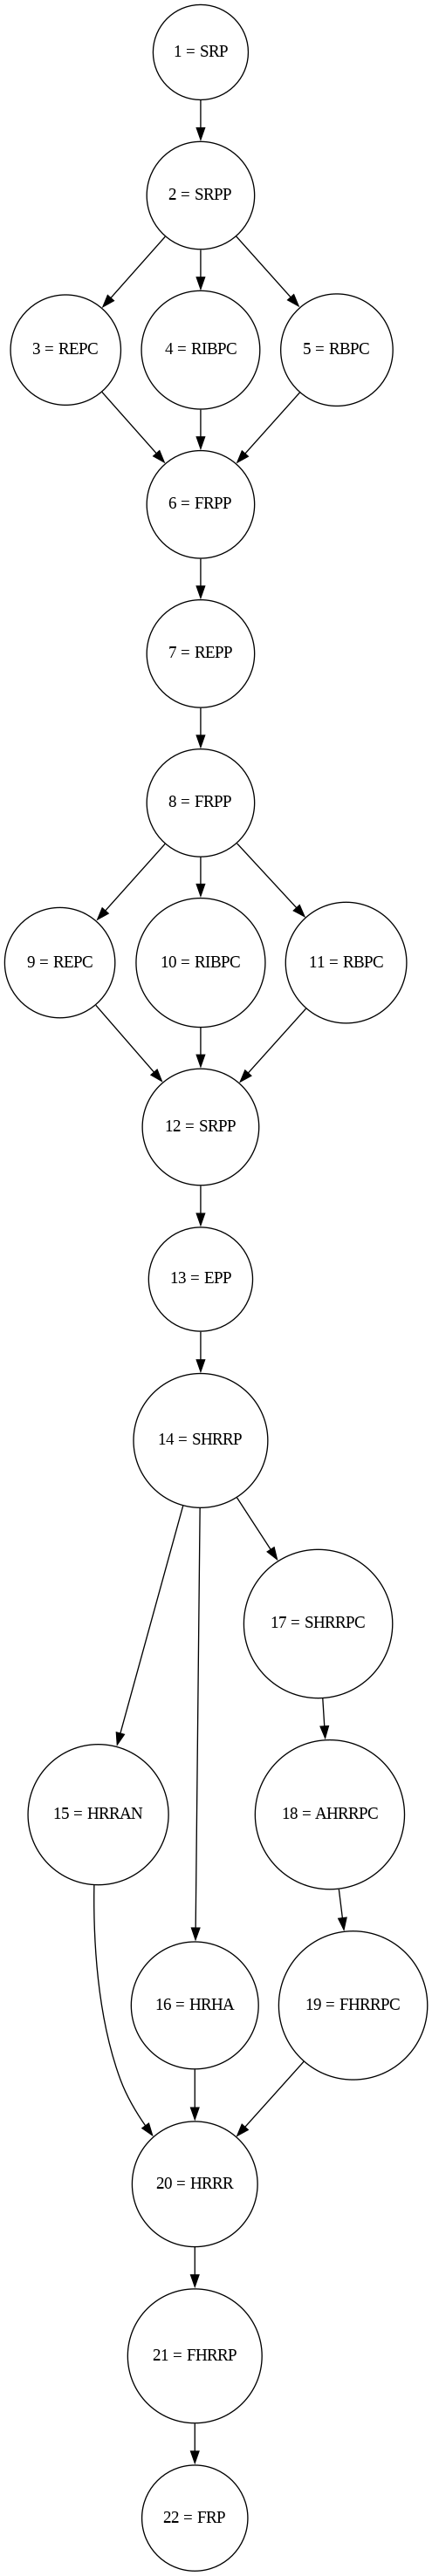 1 = SRP
2 = SRPP
3 = REPC
4 = RIBPC
5 = RBPC
6 = FRPP
7 = REPP
8 = FRPP
9 = REPC
10 = RIBPC
11 = RBPC
12 = SRPP
13 = EPP
14 = SHRRP
17 = SHRRPC
15 = HRRAN
18 = AHRRPC
16 = HRHA
19 = FHRRPC
20 = HRRR
21 = FHRRP
22 = FRP